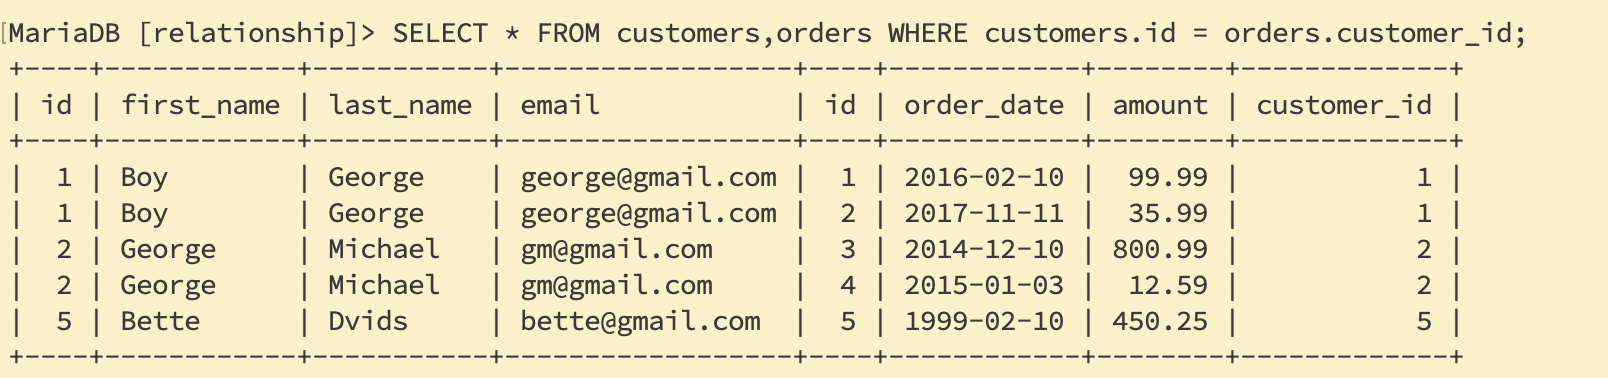 [MariaDB [relationship]> SELECT * FROM customers,orders WHERE customers.id = orders.customer_id;
+----+------------+-----------+------------------+----+------------+--------+-------------+
| id | first_name | last_name | email            | id | order_date | amount | customer_id |
+----+------------+-----------+------------------+----+------------+--------+-------------+
|  1 | Boy        | George    | george@gmail.com |  1 | 2016-02-10 |  99.99 |           1 |
|  1 | Boy        | George    | george@gmail.com |  2 | 2017-11-11 |  35.99 |           1 |
|  2 | George     | Michael   | gm@gmail.com     |  3 | 2014-12-10 | 800.99 |           2 |
|  2 | George     | Michael   | gm@gmail.com     |  4 | 2015-01-03 |  12.59 |           2 |
|  5 | Bette      | Dvids     | bette@gmail.com  |  5 | 1999-02-10 | 450.25 |           5 |
+----+------------+-----------+------------------+----+------------+--------+-------------+